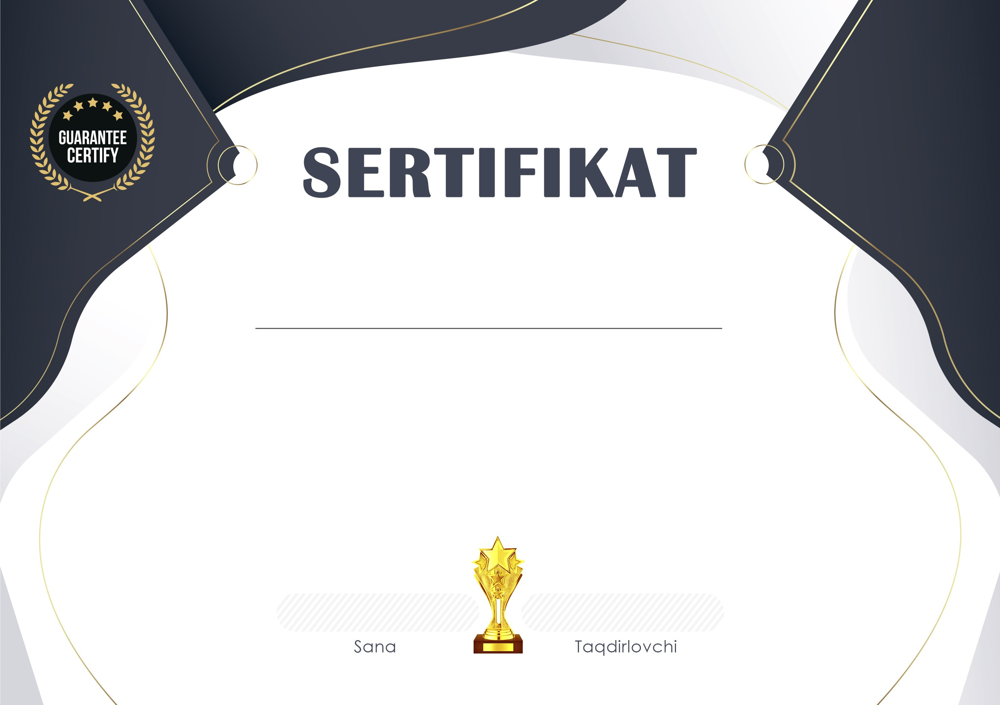 GUARANTEE
CERTIFY
SERTIFIKAT
Sana
Taqdirlovchi